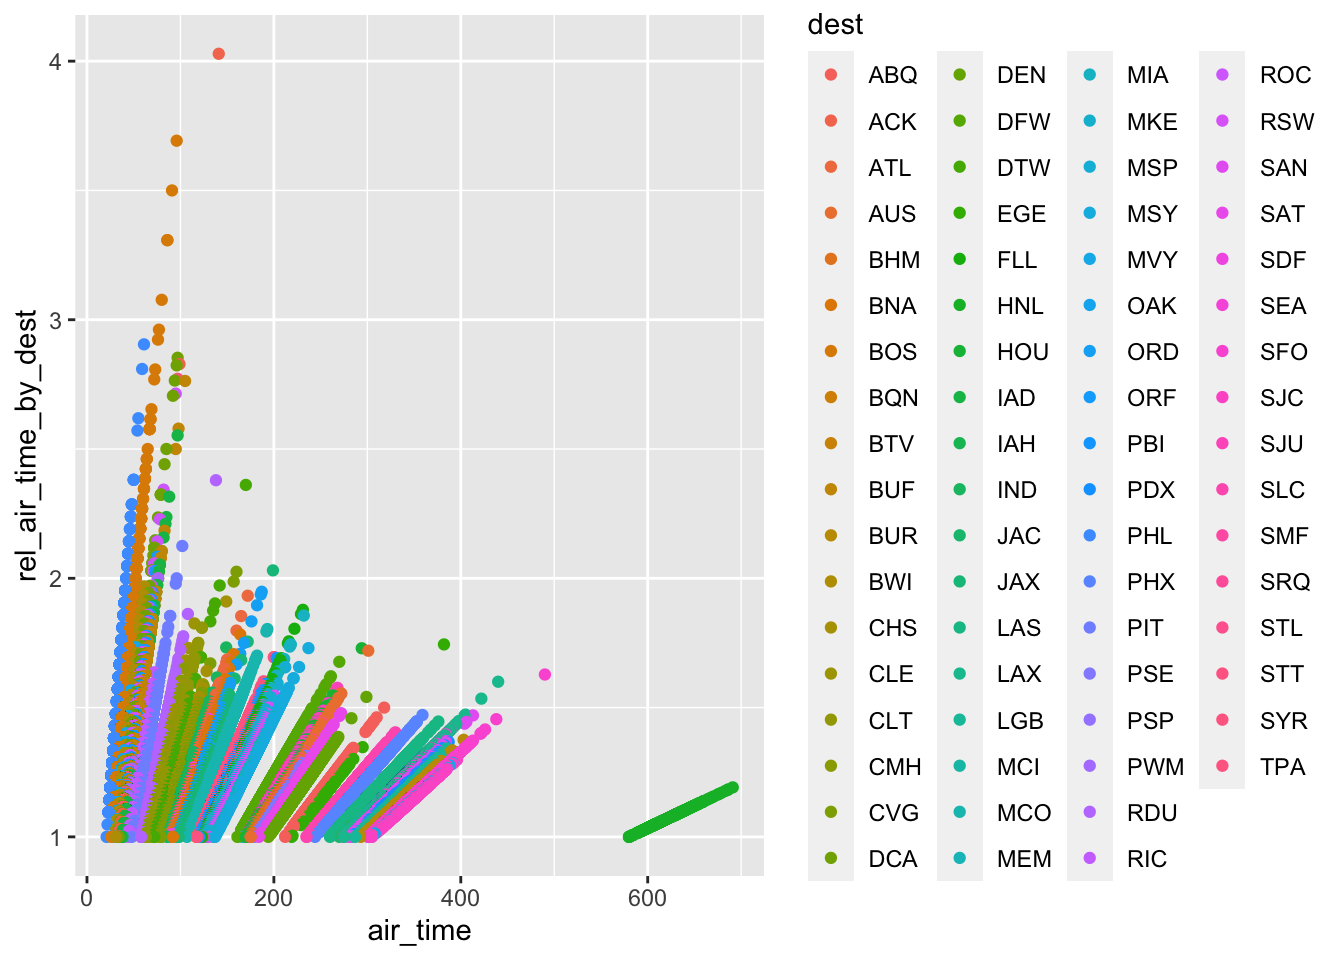 rel_air_time_by_dest
4
3
2
1
0
200
400
600
air_time
dest
ABQ
ACK
ATL
AUS
BHM
BNA
BOS
BQN
BTV
BUF
BUR
BWI
CHS
CLE
CLT
CMH
CVG
DCA
DEN
DFW
DTW
EGE
FLL
HNL
HOU
IAD
IAH
IND
JAC
JAX
LAS
LAX
LGB
MCI
MCO
MEM
MIA
MKE
MSP
MSY
MVY
OAK
ORD
ORF
PBI
PDX
PHL
PHX
PIT
PSE
PSP
PWM
RDU
RIC
ROC
RSW
SAN
SAT
SDF
SEA
SFO
SJC
SJU
SLC
SMF
SRQ
STL
STT
SYR
TPA